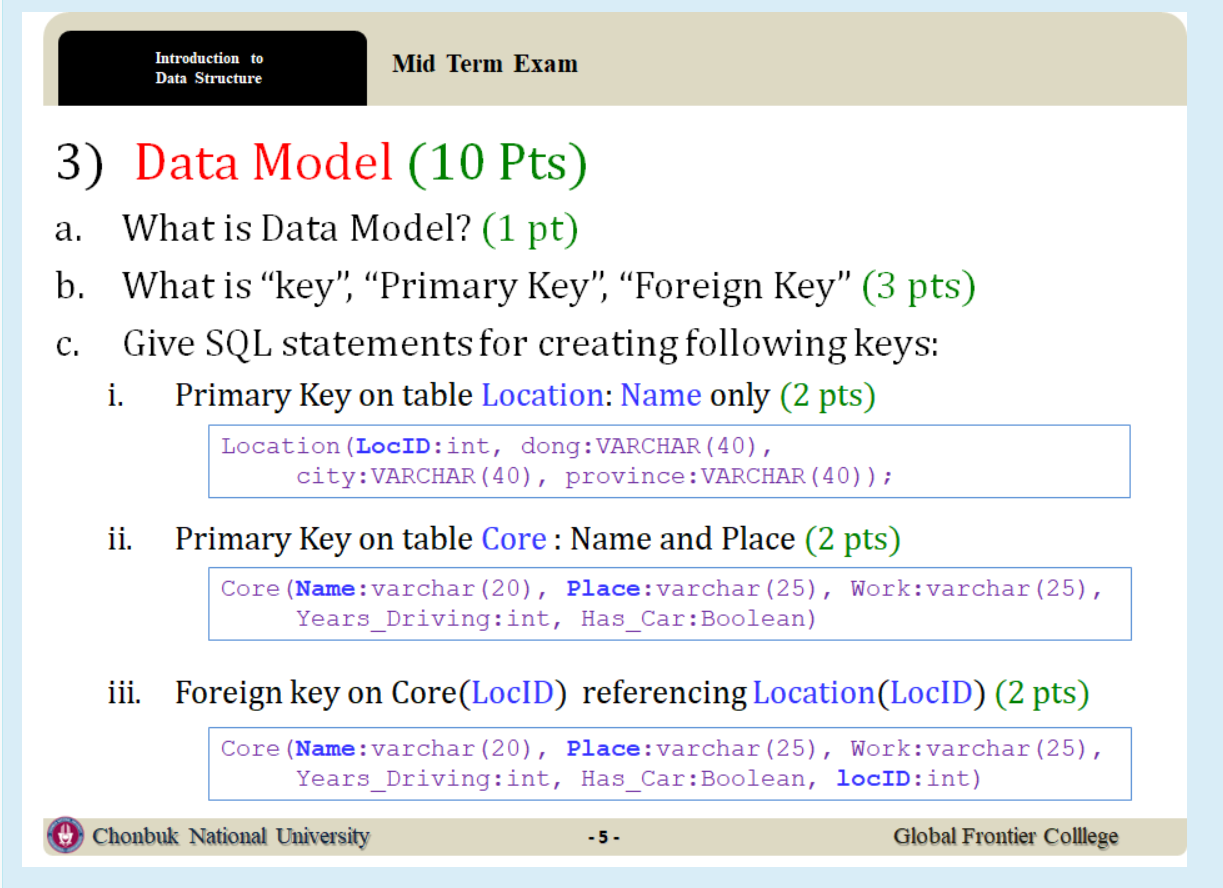 Introduction to
Data Structure
Mid Term Exam
3) Data Model (10 Pts)
a. What is Data Model? (1 pt)
b. What is “key”, “Primary Key”, “Foreign Key” (3 pts)
c. Give SQL statements for creating following keys:
i. Primary Key on table Location: Name only (2 pts)
Location(LocID:int, dong:VARCHAR(40),
city:VARCHAR(40), province:VARCHAR(40));
ii. Primary Key on table Core : Name and Place (2 pts)
Core(Name:varchar(20), Place:varchar(25), Work:varchar(25),
Years_Driving:int, Has_Car:Boolean)
iii. Foreign key on Core(LocID) referencing Location(LocID) (2 pts)
Core(Name:varchar(20), Place:varchar(25), Work:varchar(25),
Years_Driving:int, Has_Car:Boolean, locID:int)
Chonbuk National University
- 5 -
Global Frontier Colllege